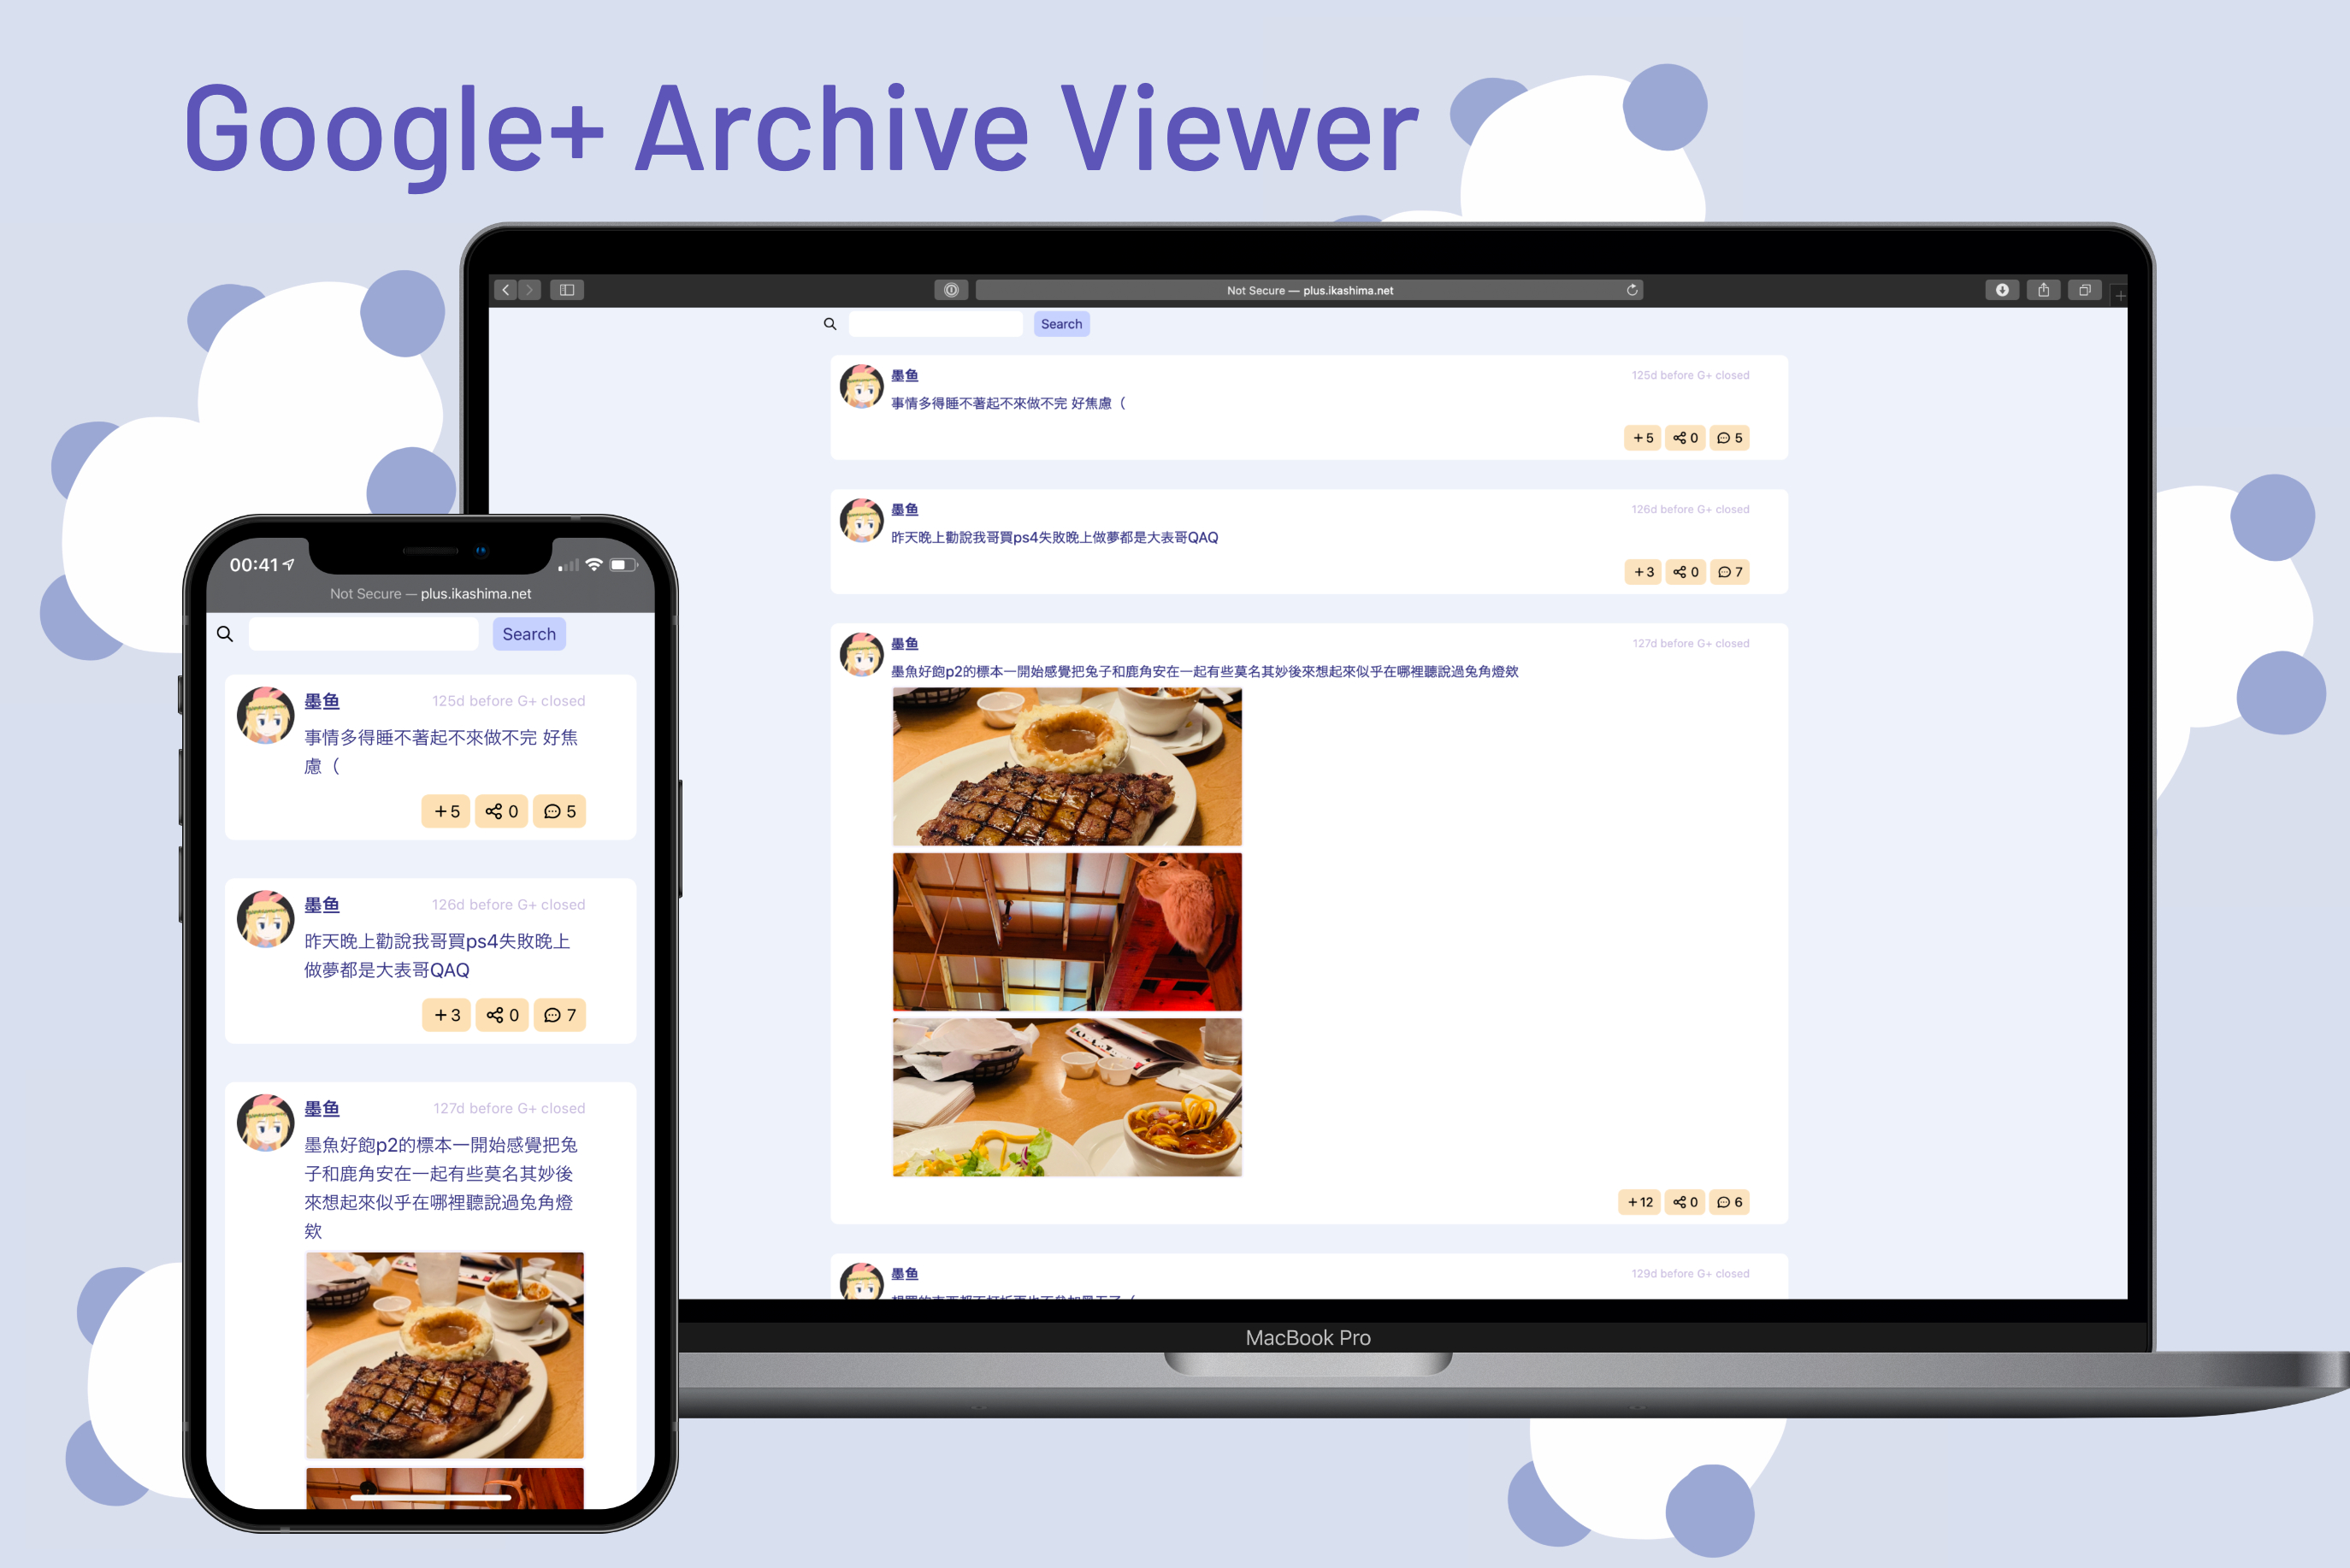 Google+ Archive Viewer
Not Secure — plus.ikashima.net
Search
墨鱼
125d before G+ closed
事情多得睡不著起不來做不完 好焦慮（
+5
0
5
墨鱼
126d before G+ closed
昨天晚上勸說我哥買ps4失敗晚上做夢都是大表哥QAQ
+3
0
7
墨鱼
127d before G+ closed
墨魚好飽p2的標本一開始感覺把兔子和鹿角安在一起有些莫名其妙後來想起來似乎在哪裡聽說過兔角燈欸
+12
0
6
墨鱼
129d before G+ closed
MacBook Pro
00:41
Not Secure — plus.ikashima.net
Search
墨鱼
125d before G+ closed
事情多得睡不著起不來做不完 好焦
慮（
+5
0
5
墨鱼
126d before G+ closed
昨天晚上勸說我哥買ps4失敗晚上
做夢都是大表哥QAQ
+3
0
7
墨鱼
127d before G+ closed
墨魚好飽p2的標本一開始感覺把兔
子和鹿角安在一起有些莫名其妙後
來想起來似乎在哪裡聽說過兔角燈
欸